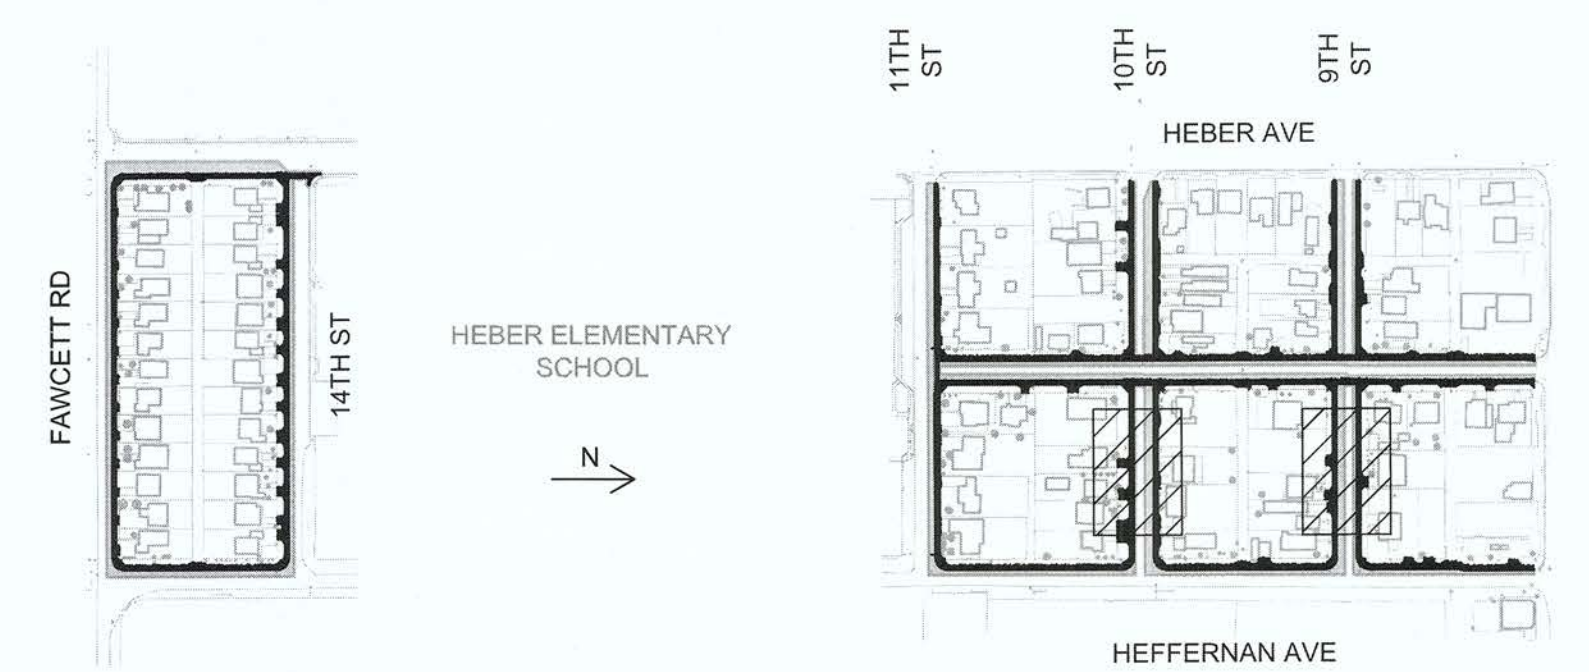 11TH
ST
10TH
ST
9TH
ST
HEBER AVE
FAWCETT RD
14TH ST
HEBER ELEMENTARY
SCHOOL
N
HEFFERNAN AVE